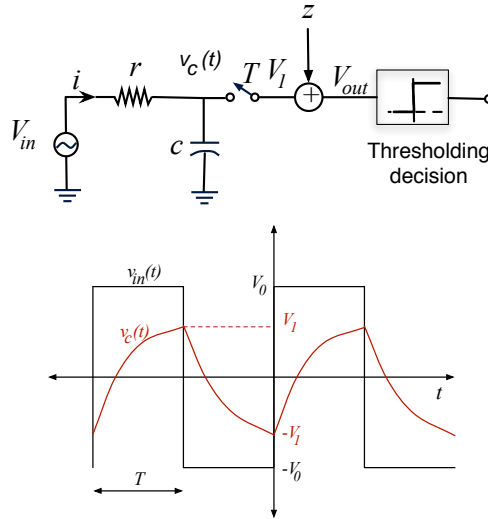 z
i r v_c(t) T V_1 V_out
V_in
c
Thresholding
decision
v_in(t) V_0
v_c(t) V_1
t
-V_1
T -V_0